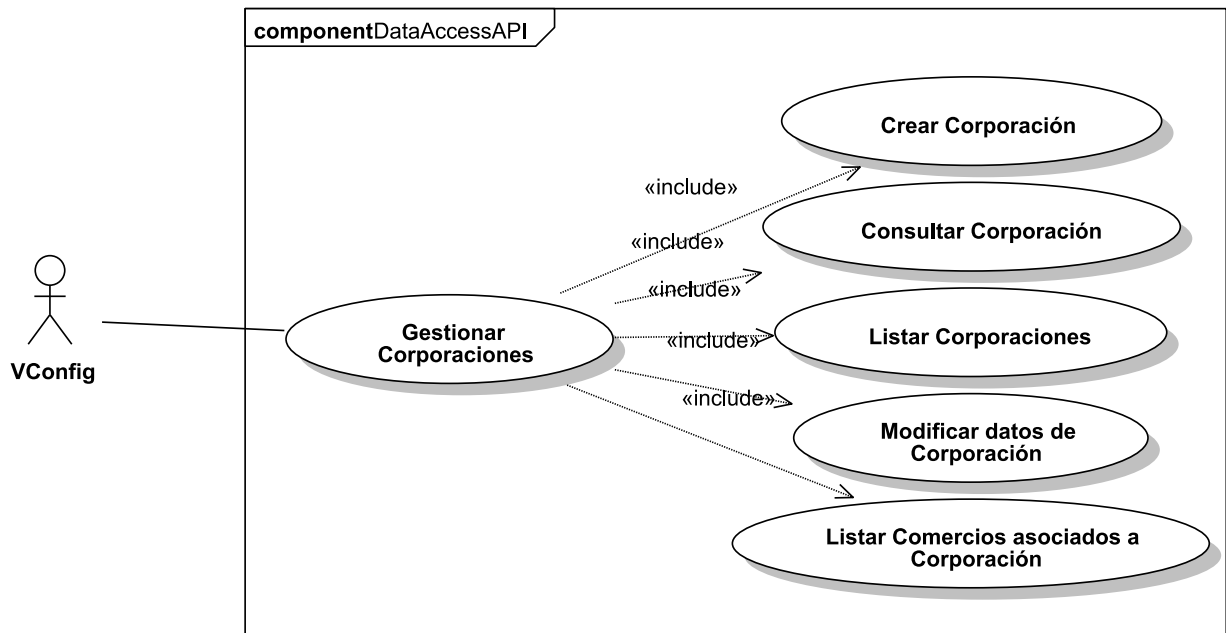 componentDataAccessAPI
Crear Corporación
«include»
Consultar Corporación
«include»
«include»
VConfig
Gestionar
Corporaciones
«include»
Listar Corporaciones
«include»
Modificar datos de
Corporación
Listar Comercios asociados a
Corporación